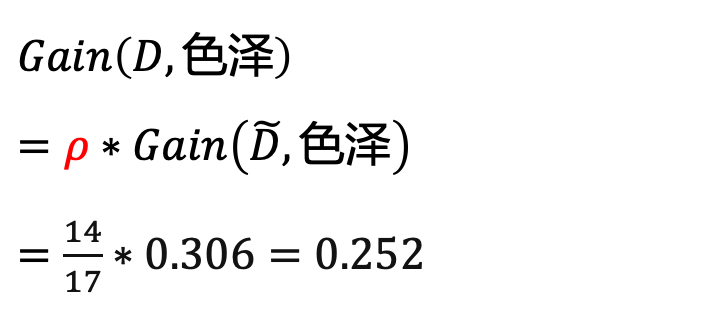 Gain(D,色泽)
= ρ * Gain(D̃,色泽)
= 14/17 * 0.306 = 0.252